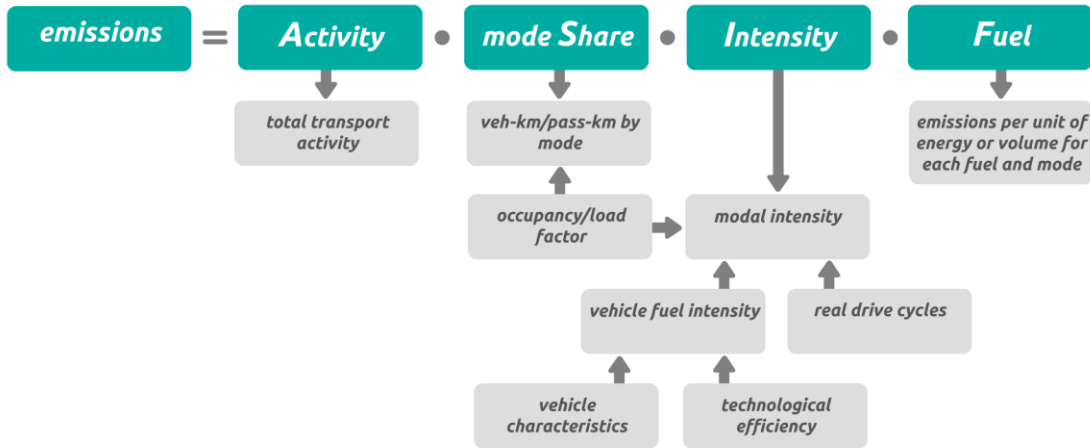 emissions = Activity • mode Share • Intensity • Fuel
total transport
activity
veh-km/pass-km by
mode
emissions per unit of
energy or volume for
each fuel and mode
occupancy/load
factor
modal intensity
vehicle fuel intensity
real drive cycles
vehicle
characteristics
technological
efficiency